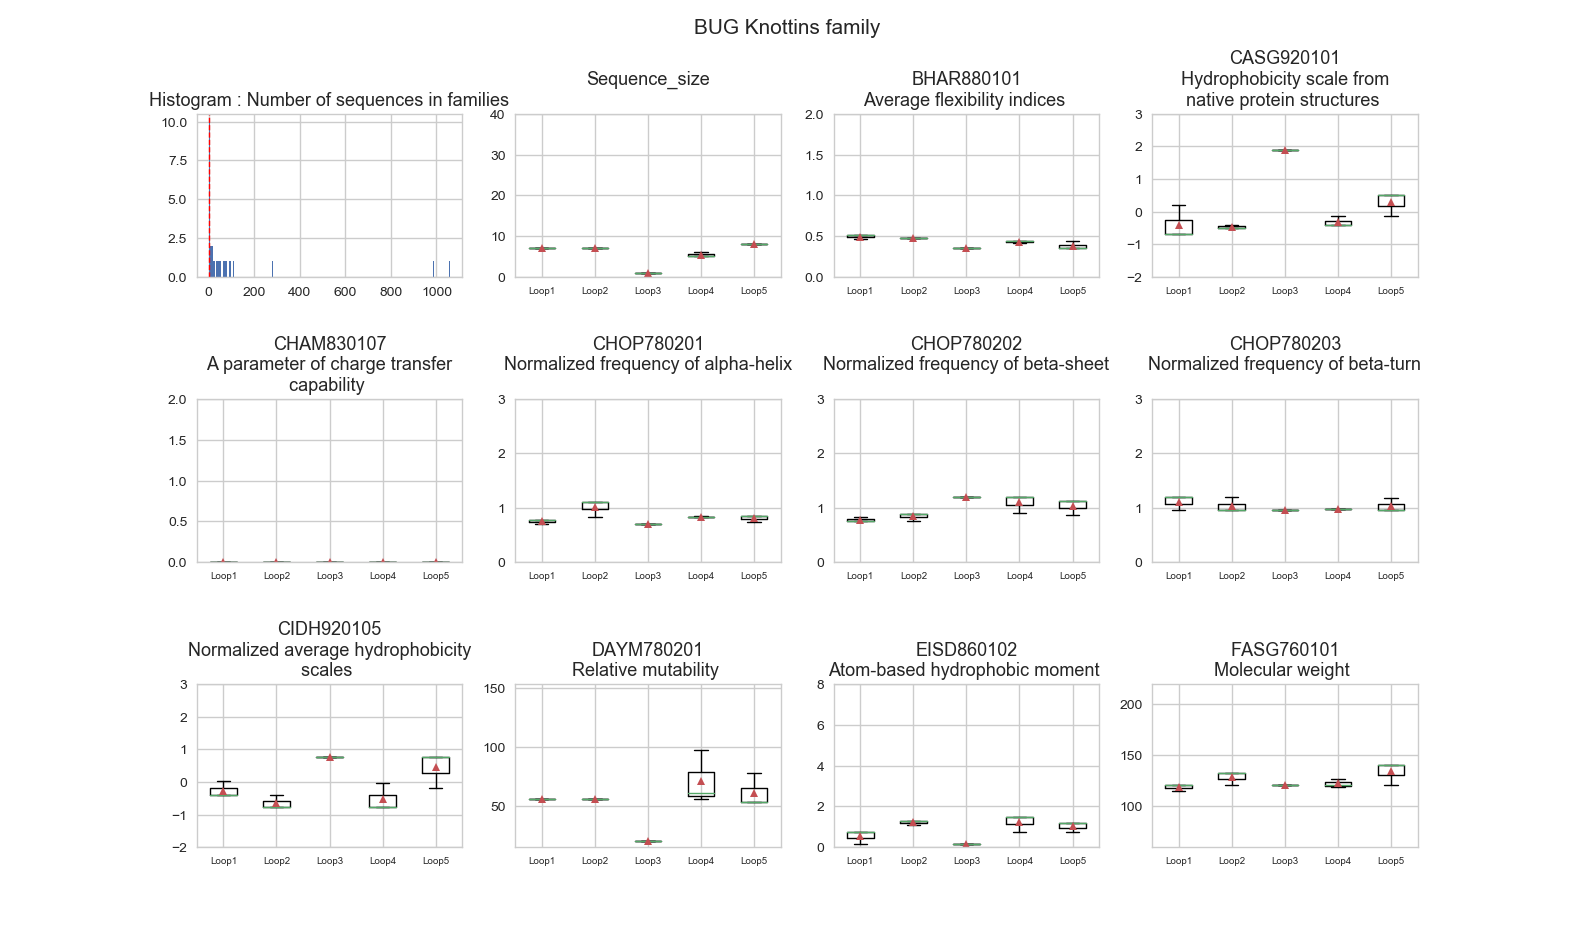 BUG Knottins family
Histogram : Number of sequences in families
10.0
7.5
5.0
2.5
0.0
0 200 400 600 800 1000
Sequence_size
40
30
20
10
0
Loop1 Loop2 Loop3 Loop4 Loop5
BHAR880101
Average flexibility indices
2.0
1.5
1.0
0.5
0.0
Loop1 Loop2 Loop3 Loop4 Loop5
CASG920101
Hydrophobicity scale from
native protein structures
3
2
1
0
−1
−2
Loop1 Loop2 Loop3 Loop4 Loop5
CHAM830107
A parameter of charge transfer
capability
2.0
1.5
1.0
0.5
0.0
Loop1 Loop2 Loop3 Loop4 Loop5
CHOP780201
Normalized frequency of alpha-helix
3
2
1
0
Loop1 Loop2 Loop3 Loop4 Loop5
CHOP780202
Normalized frequency of beta-sheet
3
2
1
0
Loop1 Loop2 Loop3 Loop4 Loop5
CHOP780203
Normalized frequency of beta-turn
3
2
1
0
Loop1 Loop2 Loop3 Loop4 Loop5
CIDH920105
Normalized average hydrophobicity
scales
3
2
1
0
−1
−2
Loop1 Loop2 Loop3 Loop4 Loop5
DAYM780201
Relative mutability
150
100
50
Loop1 Loop2 Loop3 Loop4 Loop5
EISD860102
Atom-based hydrophobic moment
8
6
4
2
0
Loop1 Loop2 Loop3 Loop4 Loop5
FASG760101
Molecular weight
200
150
100
Loop1 Loop2 Loop3 Loop4 Loop5